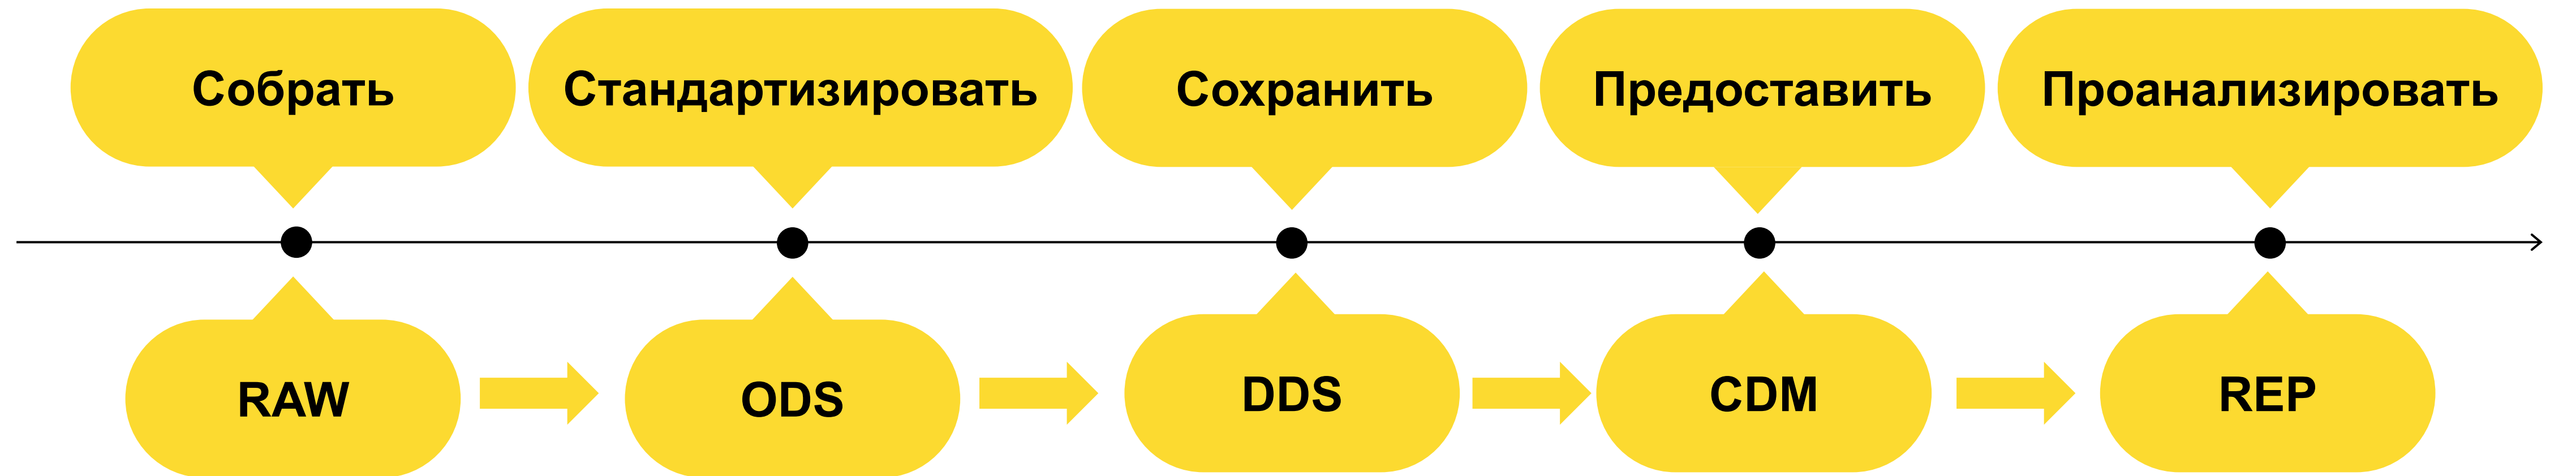 Собрать
Стандартизировать
Сохранить
Предоставить
Проанализировать
RAW
ODS
DDS
CDM
REP